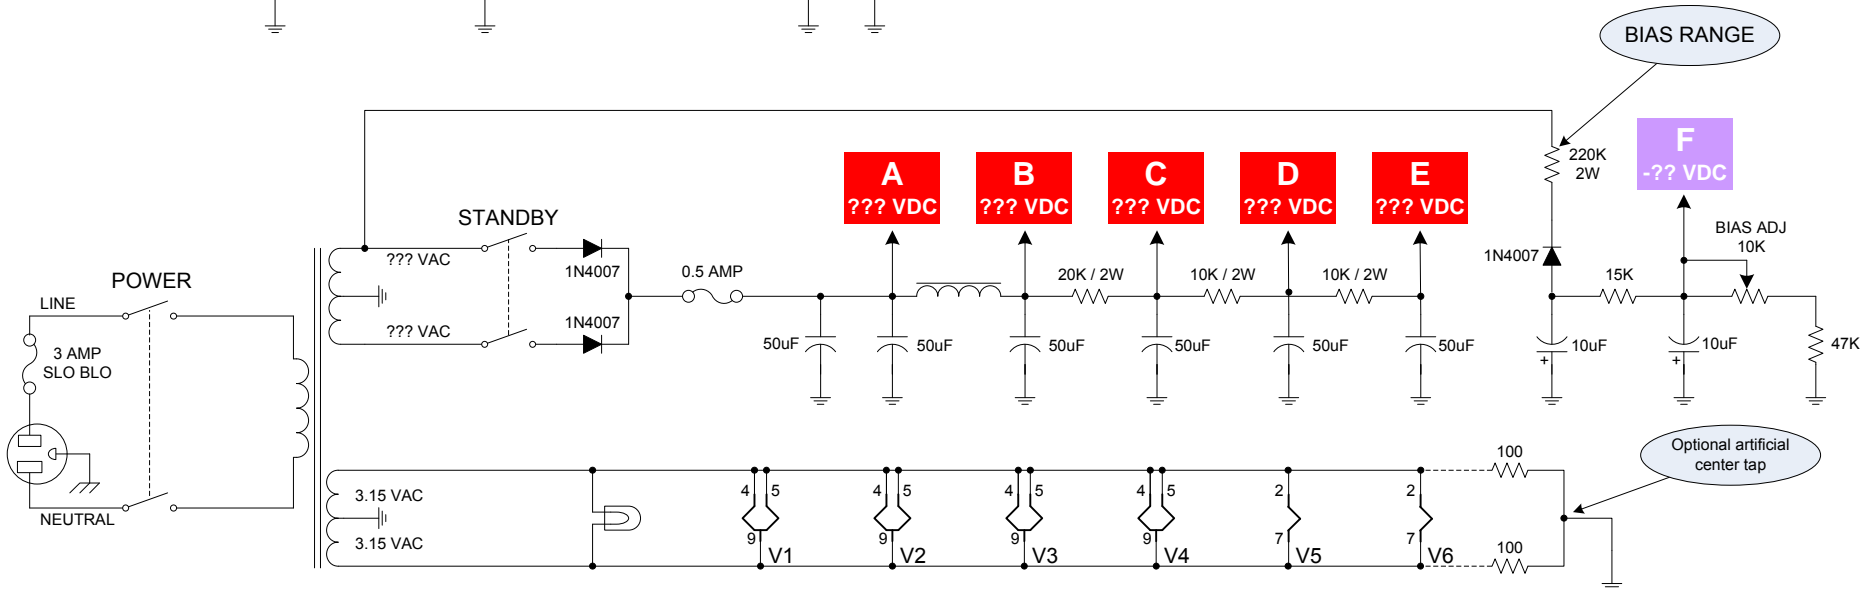 BIAS RANGE
A
??? VDC
B
??? VDC
C
??? VDC
D
??? VDC
E
??? VDC
220K
2W
F
-?? VDC
STANDBY
BIAS ADJ
10K
??? VAC
1N4007
1N4007
POWER
0.5 AMP
20K / 2W
10K / 2W
10K / 2W
15K
LINE
??? VAC
1N4007
3 AMP
SLO BLO
50uF
50uF
50uF
50uF
50uF
50uF
10uF
+
10uF
+
47K
Optional artificial
center tap
100
3.15 VAC
4
5
4
5
4
5
4
5
2
2
NEUTRAL
3.15 VAC
9
V1
9
V2
9
V3
9
V4
7
V5
7
V6
100